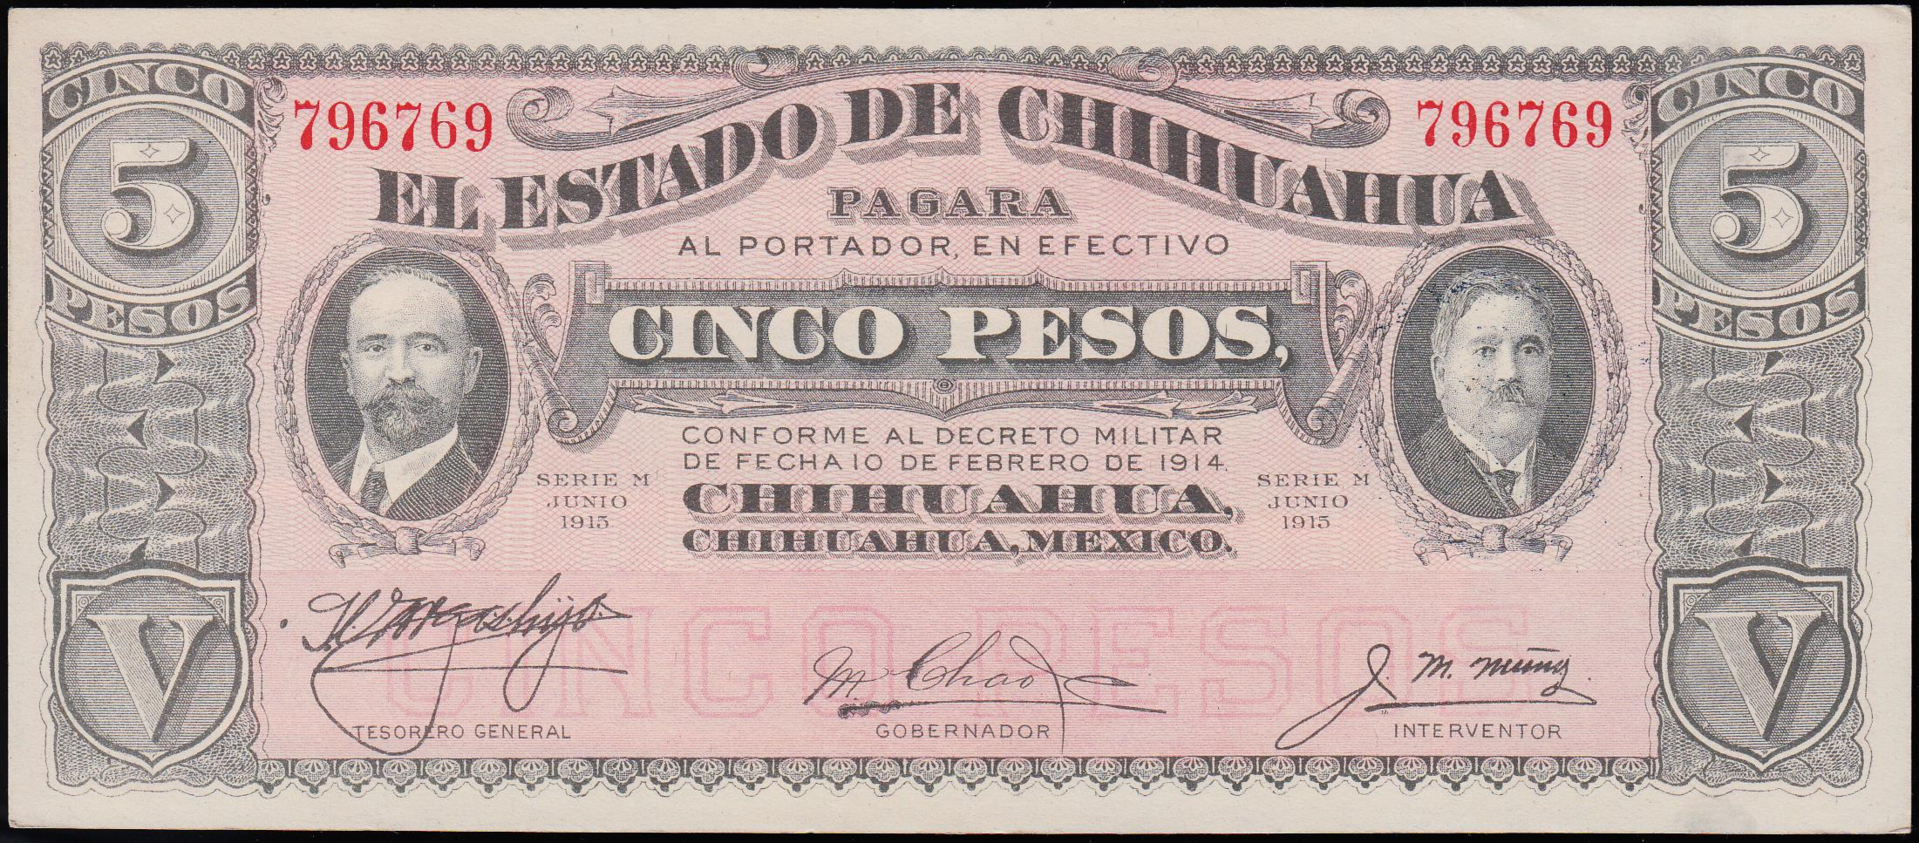 CINCO
5
PESOS
796769
EL ESTADO DE CHIHUAHUA
796769
CINCO
5
PESOS
PAGARA
AL PORTADOR, EN EFECTIVO
CINCO PESOS,
CONFORME AL DECRETO MILITAR
DE FECHA 10 DE FEBRERO DE 1914.
SERIE M
JUNIO
1915
CHIHUAHUA,
CHIHUAHUA, MEXICO.
SERIE M
JUNIO
1915
CINCO PESOS
M Chao
J. M. Muñoz
TESORERO GENERAL
GOBERNADOR
INTERVENTOR
V
V